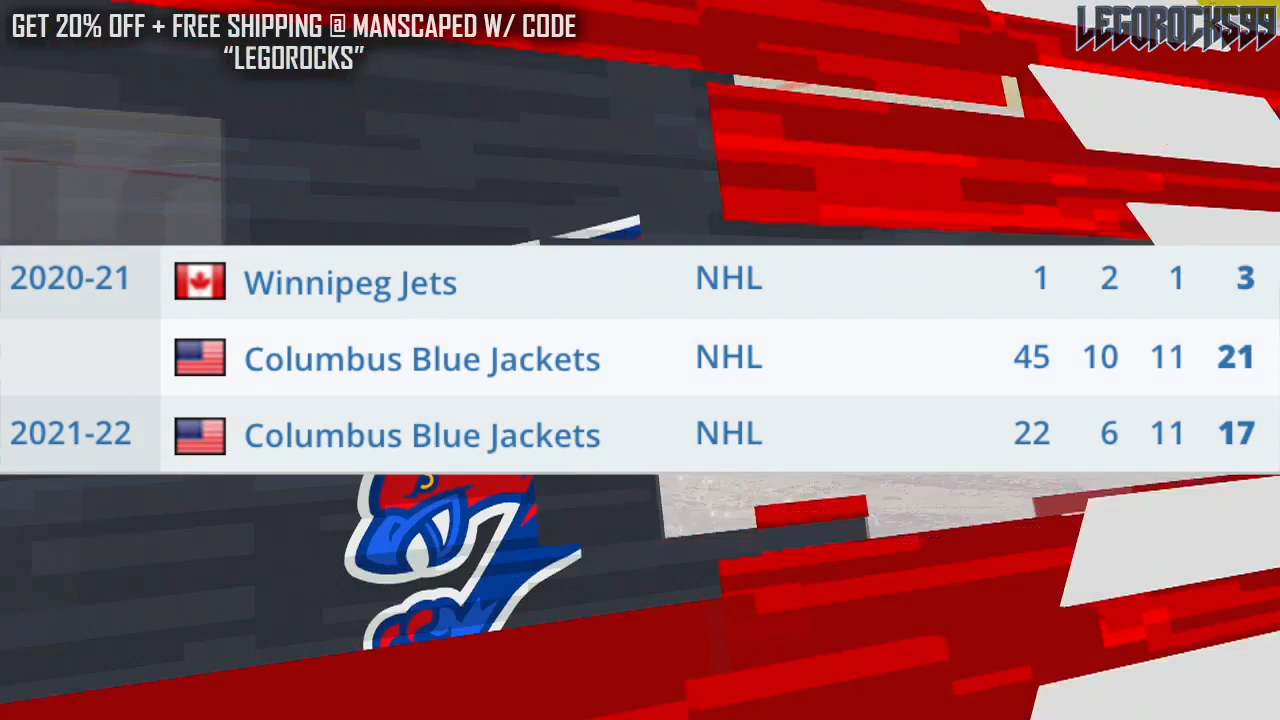 GET 20% OFF + FREE SHIPPING @ MANSCAPED W/ CODE
“LEGOROCKS”
LEGOROCKS99
2020-21 Winnipeg Jets NHL 1 2 1 3
Columbus Blue Jackets NHL 45 10 11 21
2021-22 Columbus Blue Jackets NHL 22 6 11 17